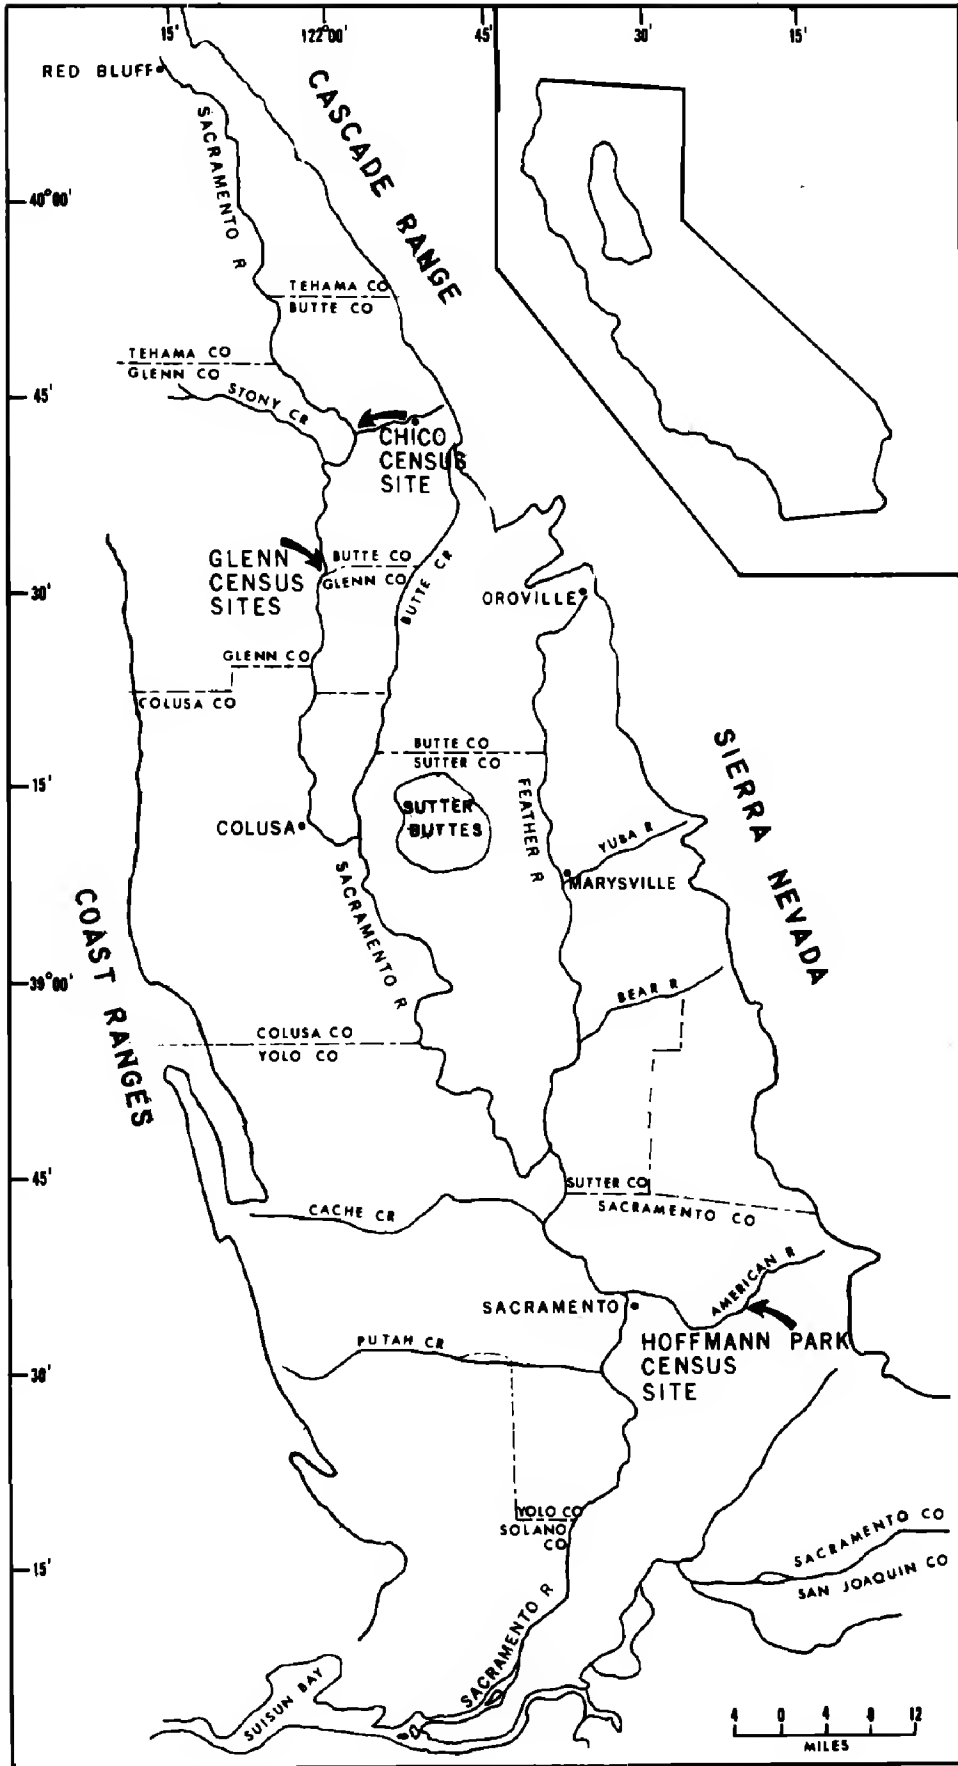 15'
122°00'
45'
30'
15'
RED BLUFF
CASCADE RANGE
SACRAMENTO R
40°00'
TEHAMA CO
BUTTE CO
TEHAMA CO
GLENN CO
45'
STONY CR
CHICO
CENSUS
SITE
GLENN
CENSUS
SITES
BUTTE CO
GLENN CO
BUTTE CR
30'
OROVILLE
GLENN CO
COLUSA CO
SIERRA NEVADA
BUTTE CO
SUTTER CO
15'
SUTTER
BUTTES
FEATHER R
COLUSA
YUBA R
MARYSVILLE
SACRAMENTO R
COAST RANGES
39°00'
BEAR R
COLUSA CO
YOLO CO
45'
SUTTER CO
SACRAMENTO CO
CACHE CR
AMERICAN R
SACRAMENTO
HOFFMANN PARK
CENSUS
SITE
PUTAH CR
30'
YOLO CO
SOLANO
CO
SACRAMENTO CO
SAN JOAQUIN CO
15'
SACRAMENTO R
SUISUN BAY
4 0 4 8 12
MILES